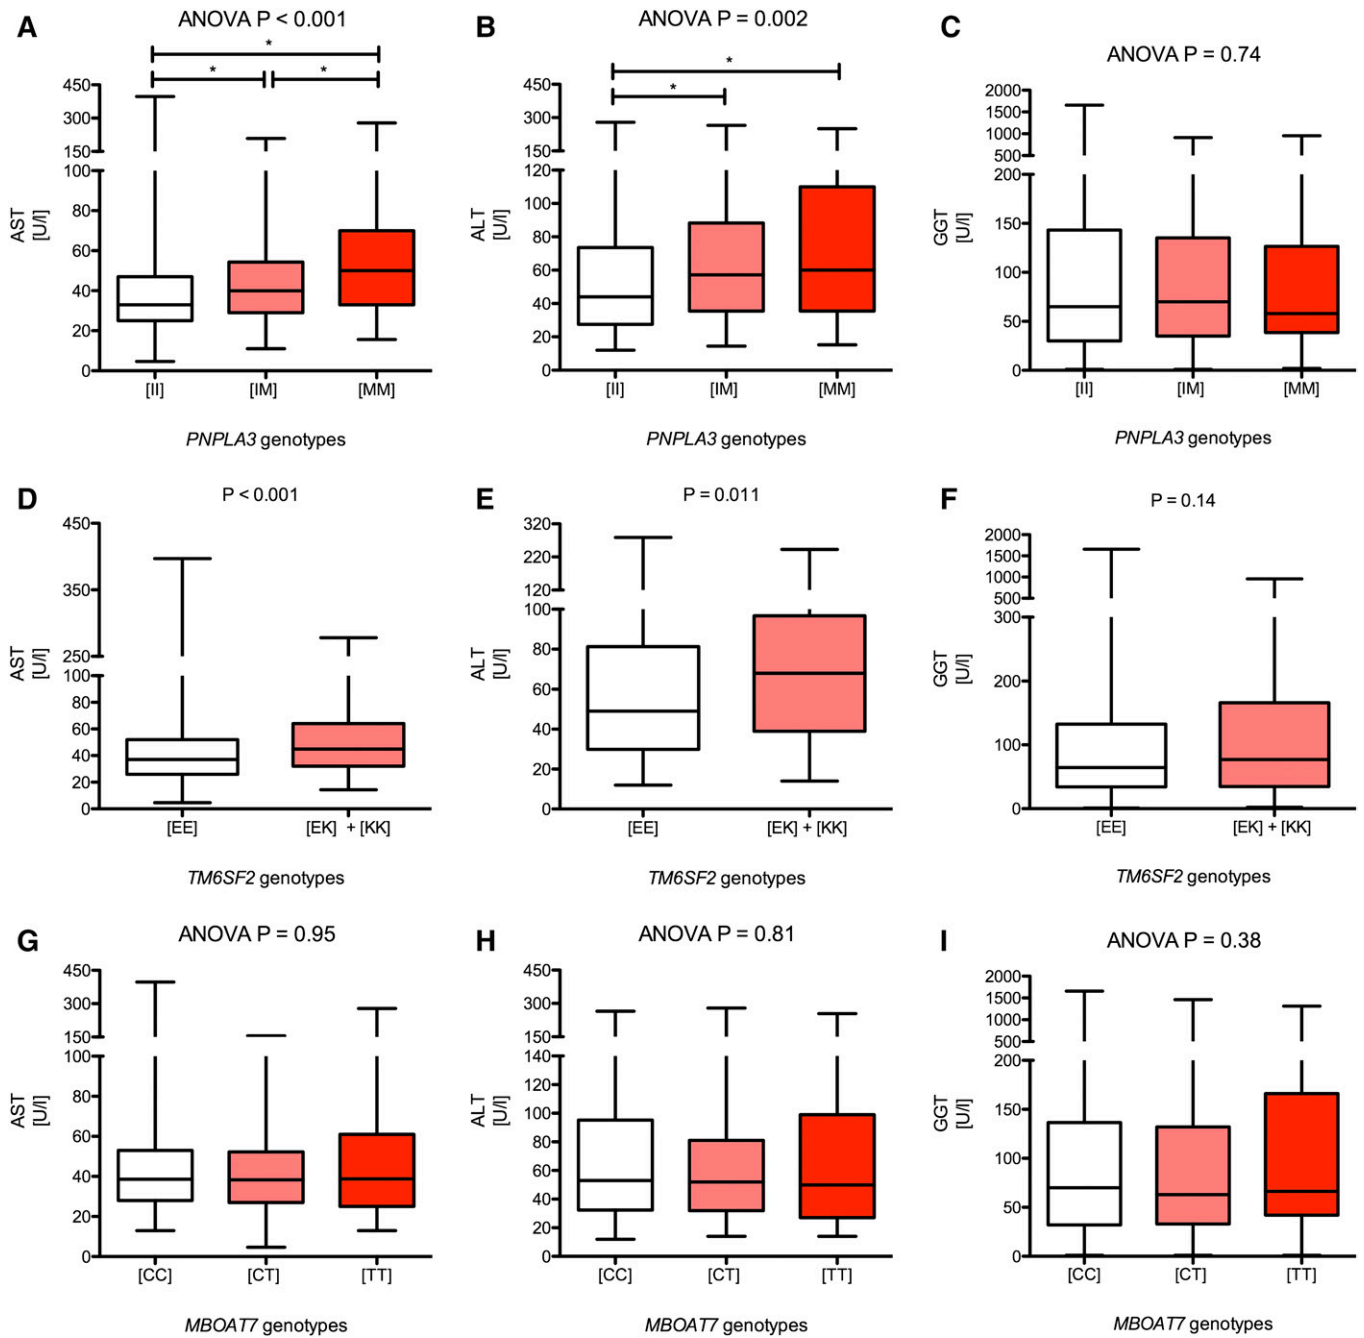 A
ANOVA P < 0.001
*
* *
450
300
150
100
80
60
40
20
0
AST
[U/l]
[II] [IM] [MM]
PNPLA3 genotypes
B
ANOVA P = 0.002
*
*
450
300
150
120
100
80
60
40
20
0
ALT
[U/l]
[II] [IM] [MM]
PNPLA3 genotypes
C
ANOVA P = 0.74
2000
1500
1000
500
200
150
100
50
0
GGT
[U/l]
[II] [IM] [MM]
PNPLA3 genotypes
D
P < 0.001
450
350
250
100
80
60
40
20
0
AST
[U/l]
[EE] [EK] + [KK]
TM6SF2 genotypes
E
P = 0.011
320
220
120
100
80
60
40
20
0
ALT
[U/l]
[EE] [EK] + [KK]
TM6SF2 genotypes
F
P = 0.14
2000
1500
1000
500
300
200
100
0
GGT
[U/l]
[EE] [EK] + [KK]
TM6SF2 genotypes
G
ANOVA P = 0.95
450
300
150
100
80
60
40
20
0
AST
[U/l]
[CC] [CT] [TT]
MBOAT7 genotypes
H
ANOVA P = 0.81
450
300
150
140
120
100
80
60
40
20
0
ALT
[U/l]
[CC] [CT] [TT]
MBOAT7 genotypes
I
ANOVA P = 0.38
2000
1500
1000
500
200
150
100
50
0
GGT
[U/l]
[CC] [CT] [TT]
MBOAT7 genotypes